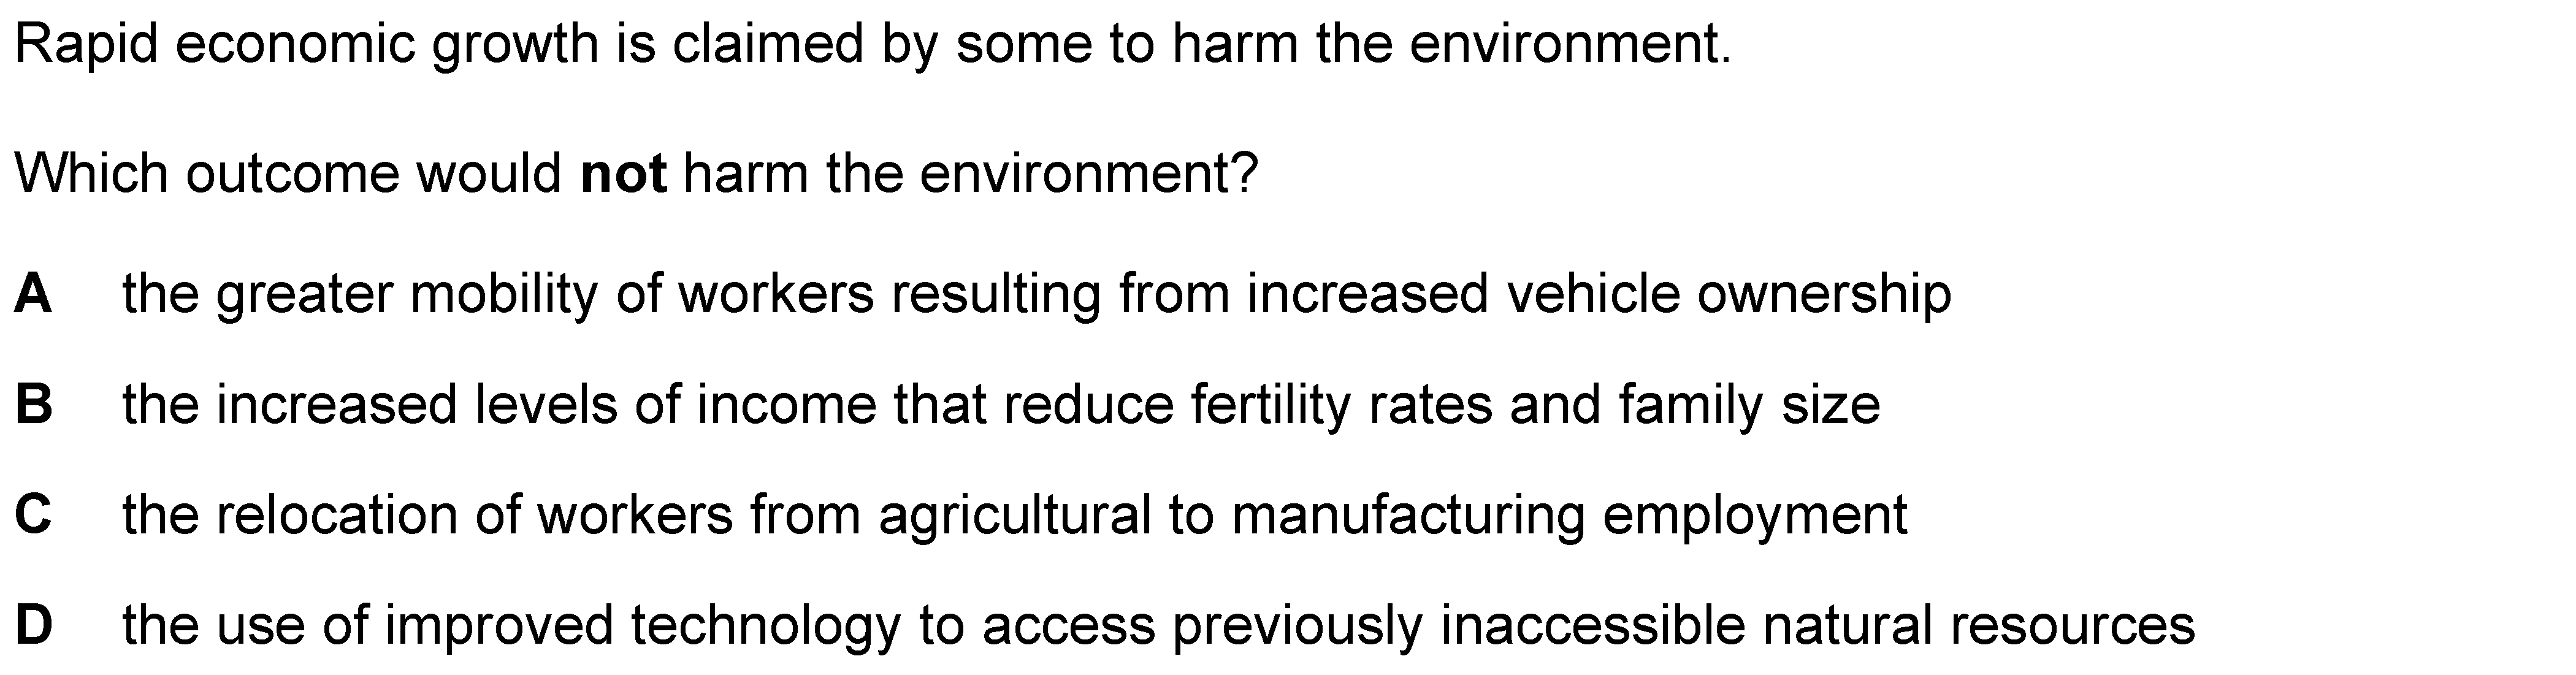 Rapid economic growth is claimed by some to harm the environment.
Which outcome would not harm the environment?
A the greater mobility of workers resulting from increased vehicle ownership
B the increased levels of income that reduce fertility rates and family size
C the relocation of workers from agricultural to manufacturing employment
D the use of improved technology to access previously inaccessible natural resources